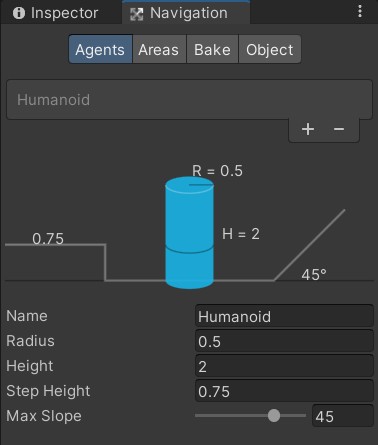 Inspector Navigation
Agents Areas Bake Object
Humanoid
+ −
R = 0.5
0.75
H = 2
45°
Name Humanoid
Radius 0.5
Height 2
Step Height 0.75
Max Slope 45